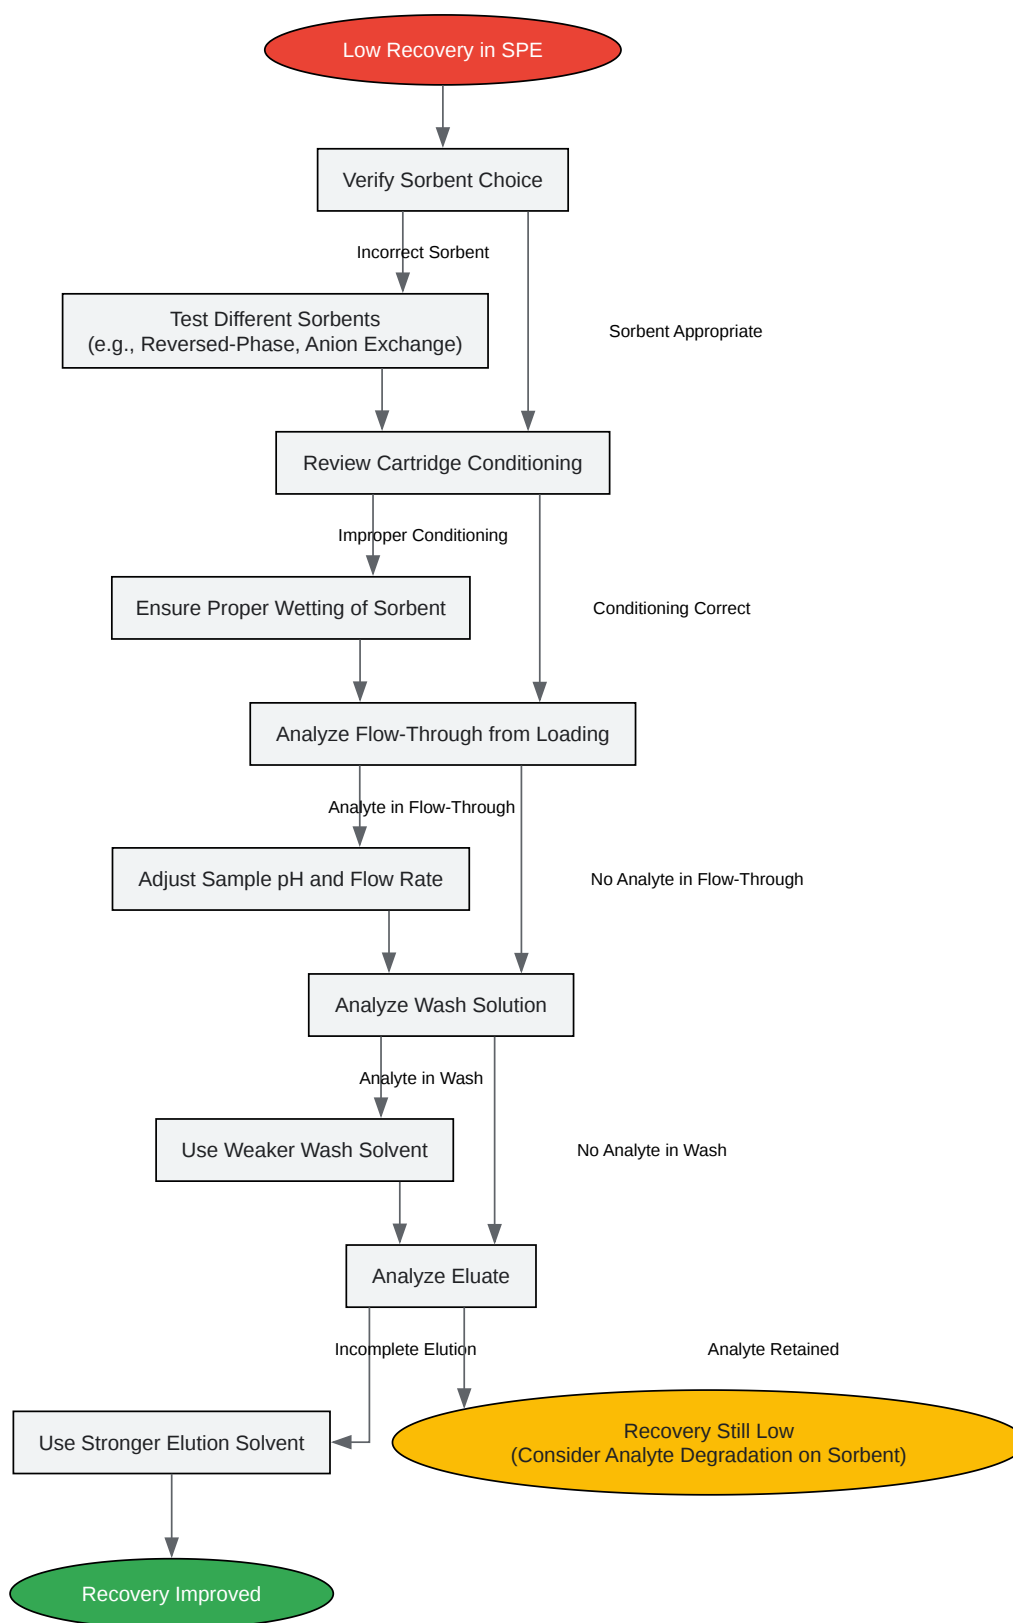 Low Recovery in SPE
Verify Sorbent Choice
Incorrect Sorbent
Test Different Sorbents
(e.g., Reversed-Phase, Anion Exchange)
Sorbent Appropriate
Review Cartridge Conditioning
Improper Conditioning
Ensure Proper Wetting of Sorbent
Conditioning Correct
Analyze Flow-Through from Loading
Analyte in Flow-Through
Adjust Sample pH and Flow Rate
No Analyte in Flow-Through
Analyze Wash Solution
Analyte in Wash
Use Weaker Wash Solvent
No Analyte in Wash
Analyze Eluate
Incomplete Elution
Analyte Retained
Use Stronger Elution Solvent
Recovery Still Low
(Consider Analyte Degradation on Sorbent)
Recovery Improved